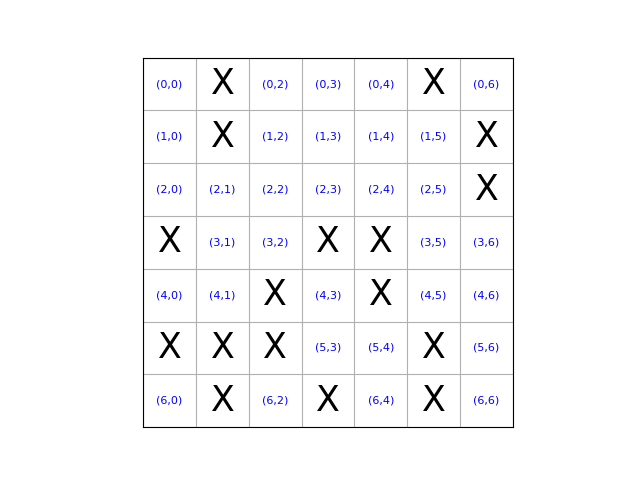 (0,0) X (0,2) (0,3) (0,4) X (0,6)
(1,0) X (1,2) (1,3) (1,4) (1,5) X
(2,0) (2,1) (2,2) (2,3) (2,4) (2,5) X
X (3,1) (3,2) X X (3,5) (3,6)
(4,0) (4,1) X (4,3) X (4,5) (4,6)
X X X (5,3) (5,4) X (5,6)
(6,0) X (6,2) X (6,4) X (6,6)